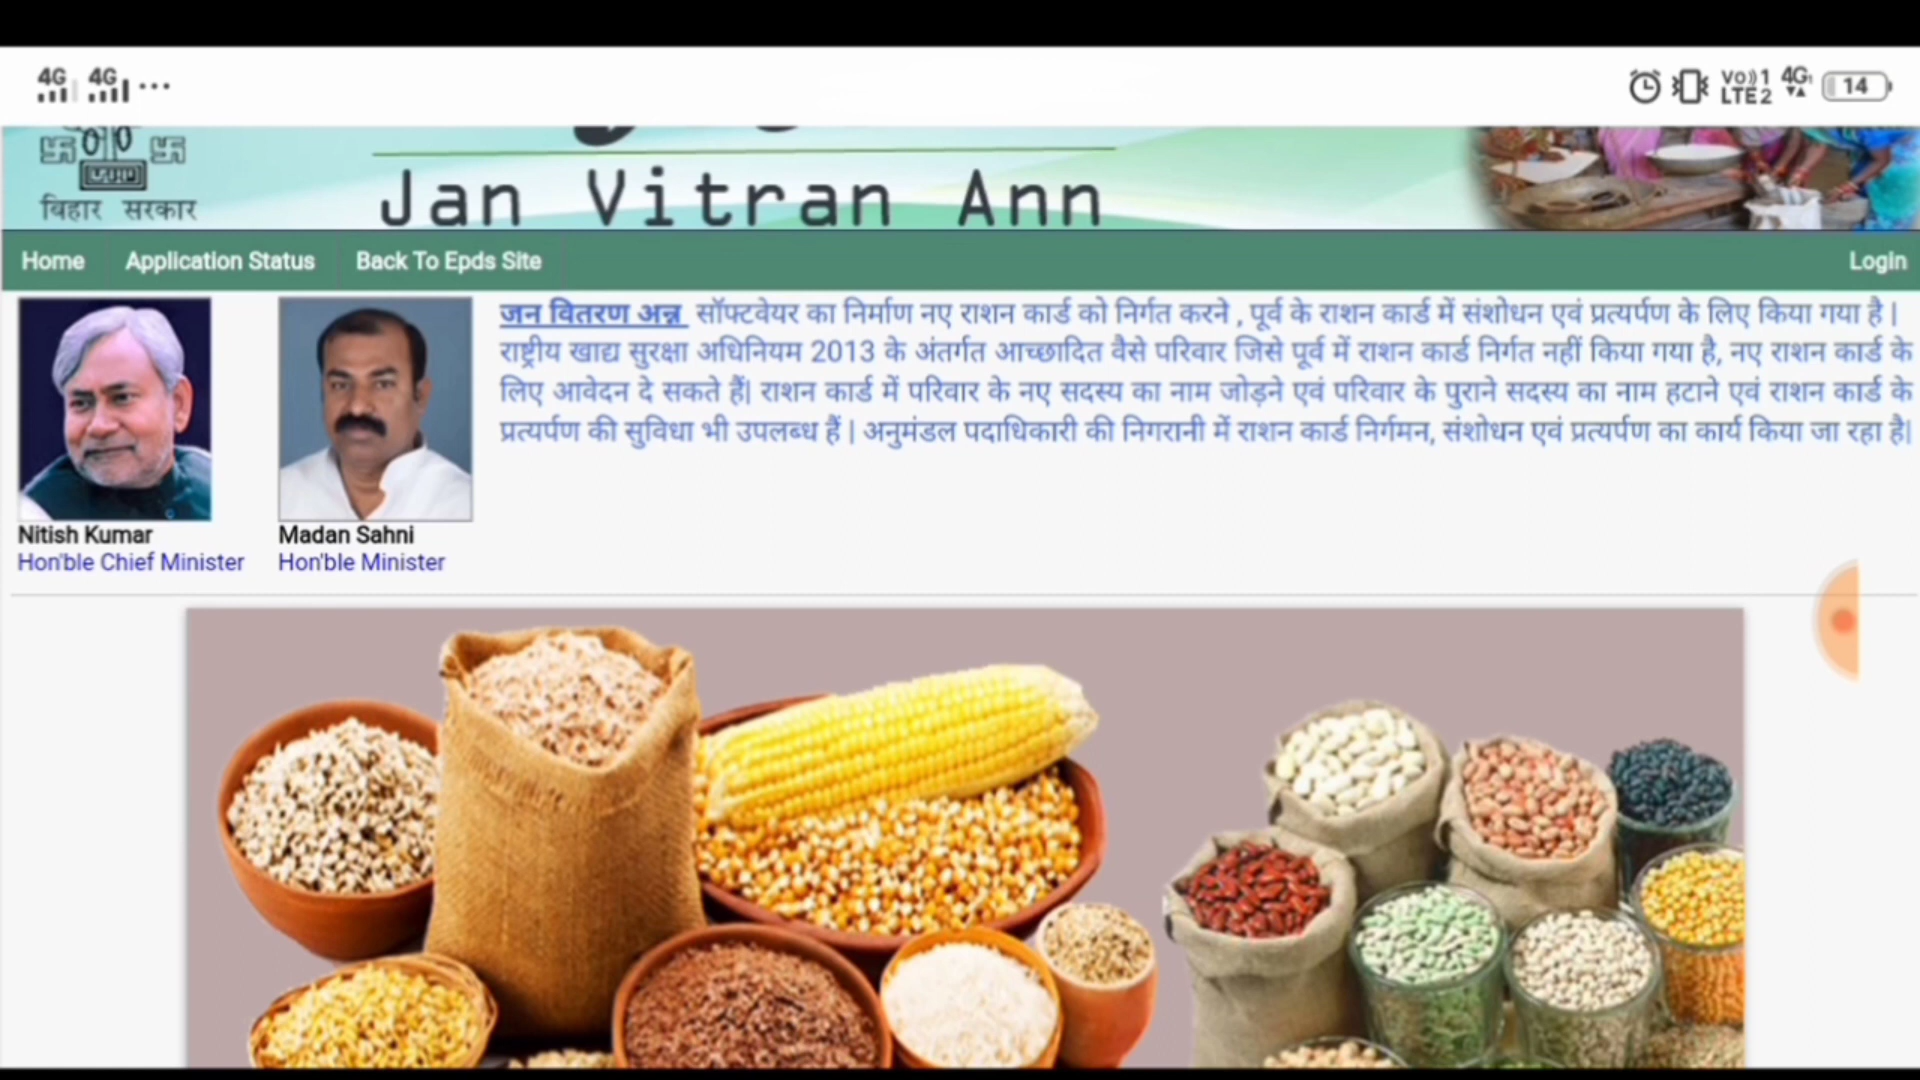 4G 4G ...
Vo))1 4G
LTE2
14
विहार सरकार
Jan Vitran Ann
Home Application Status Back To Epds Site Login
जन वितरण अन्न सॉफ्टवेयर का निर्माण नए राशन कार्ड को निर्गत करने , पूर्व के राशन कार्ड में संशोधन एवं प्रत्यर्पण के लिए किया गया है |
राष्ट्रीय खाद्य सुरक्षा अधिनियम 2013 के अंतर्गत आच्छादित वैसे परिवार जिसे पूर्व में राशन कार्ड निर्गत नहीं किया गया है, नए राशन कार्ड के
लिए आवेदन दे सकते हैं| राशन कार्ड में परिवार के नए सदस्य का नाम जोड़ने एवं परिवार के पुराने सदस्य का नाम हटाने एवं राशन कार्ड के
प्रत्यर्पण की सुविधा भी उपलब्ध हैं | अनुमंडल पदाधिकारी की निगरानी में राशन कार्ड निर्गमन, संशोधन एवं प्रत्यर्पण का कार्य किया जा रहा है|
Nitish Kumar
Hon'ble Chief Minister
Madan Sahni
Hon'ble Minister